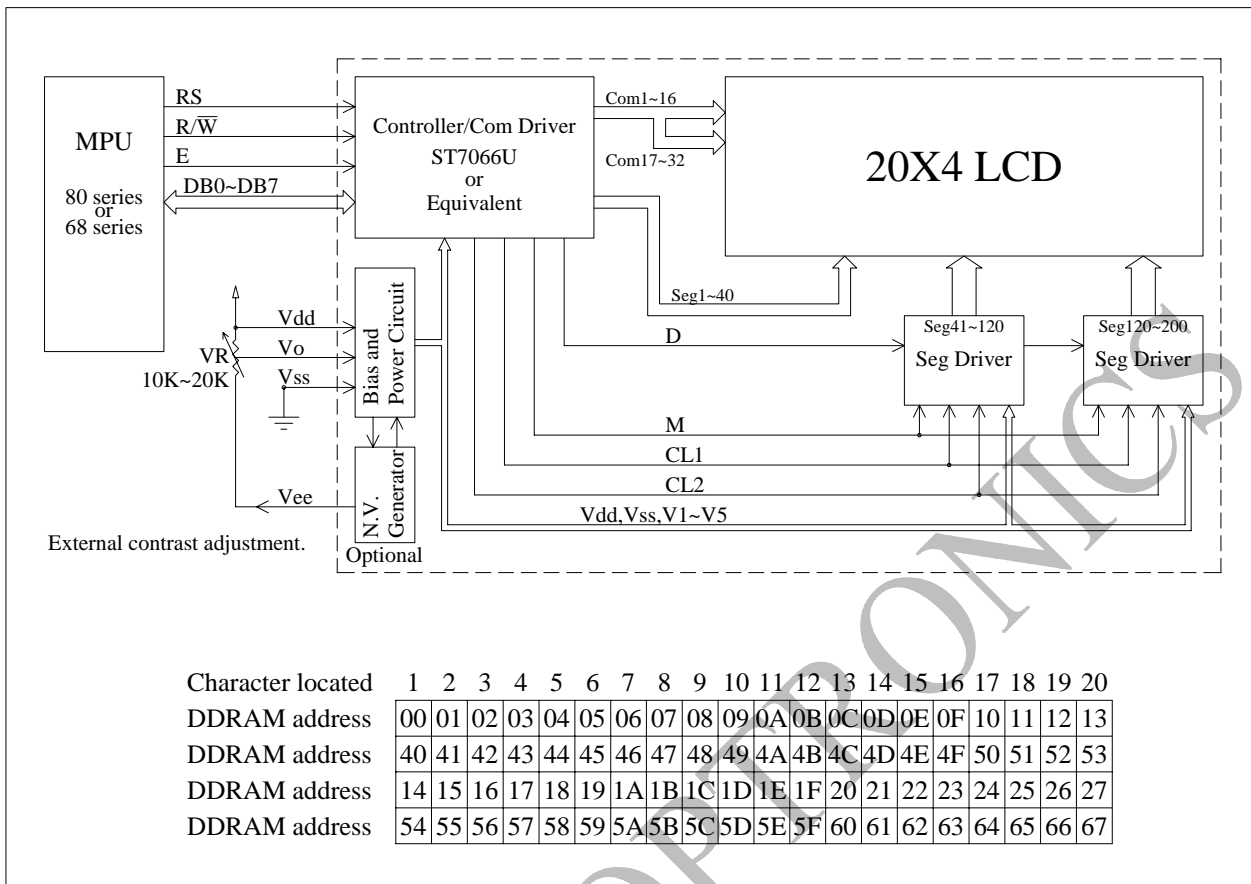 MPU
80 series
or
68 series
RS
R/W̅
E
DB0~DB7
Controller/Com Driver
ST7066U
or
Equivalent
Com1~16
Com17~32
20X4 LCD
Seg1~40
D
Seg41~120
Seg Driver
Seg120~200
Seg Driver
Vdd
Vo
Vss
VR
10K~20K
Bias and
Power Circuit
M
CL1
CL2
Vdd,Vss,V1~V5
Vee
N.V.
Generator
Optional
External contrast adjustment.
Character located 1 2 3 4 5 6 7 8 9 10 11 12 13 14 15 16 17 18 19 20
DDRAM address 00 01 02 03 04 05 06 07 08 09 0A 0B 0C 0D 0E 0F 10 11 12 13
DDRAM address 40 41 42 43 44 45 46 47 48 49 4A 4B 4C 4D 4E 4F 50 51 52 53
DDRAM address 14 15 16 17 18 19 1A 1B 1C 1D 1E 1F 20 21 22 23 24 25 26 27
DDRAM address 54 55 56 57 58 59 5A 5B 5C 5D 5E 5F 60 61 62 63 64 65 66 67
OPTRONICS